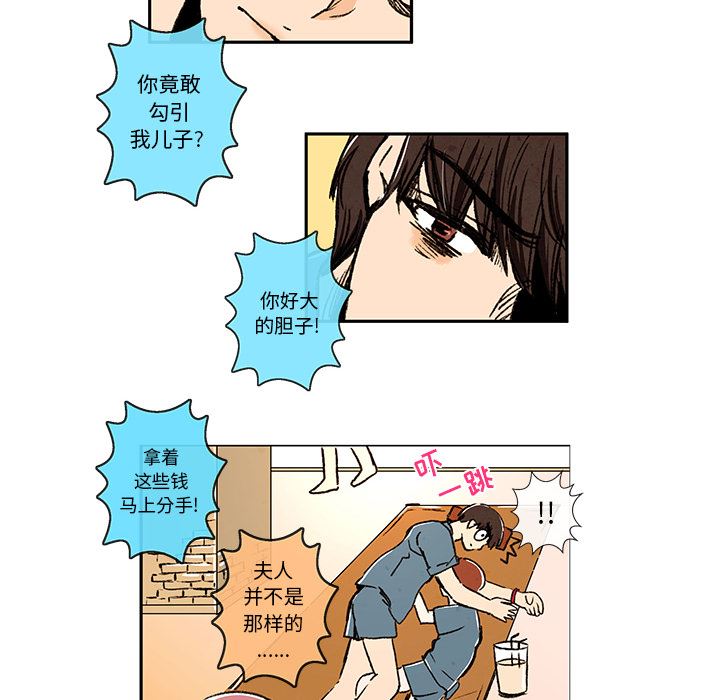 你竟敢
勾引
我儿子?
你好大
的胆子!
拿着
这些钱
马上分手!
吓
一跳
!!
夫人
并不是
那样的
......